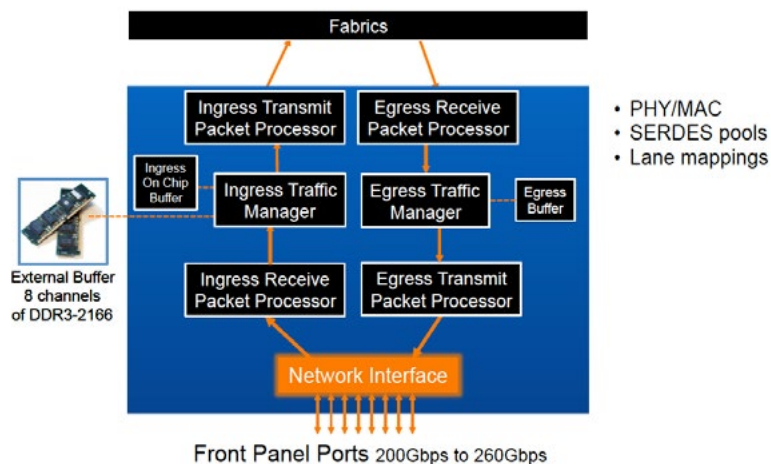 Fabrics
Ingress Transmit
Packet Processor
Egress Receive
Packet Processor
• PHY/MAC
• SERDES pools
• Lane mappings
Ingress
On Chip
Buffer
Ingress Traffic
Manager
Egress Traffic
Manager
Egress
Buffer
External Buffer
8 channels
of DDR3-2166
Ingress Receive
Packet Processor
Egress Transmit
Packet Processor
Network Interface
Front Panel Ports 200Gbps to 260Gbps